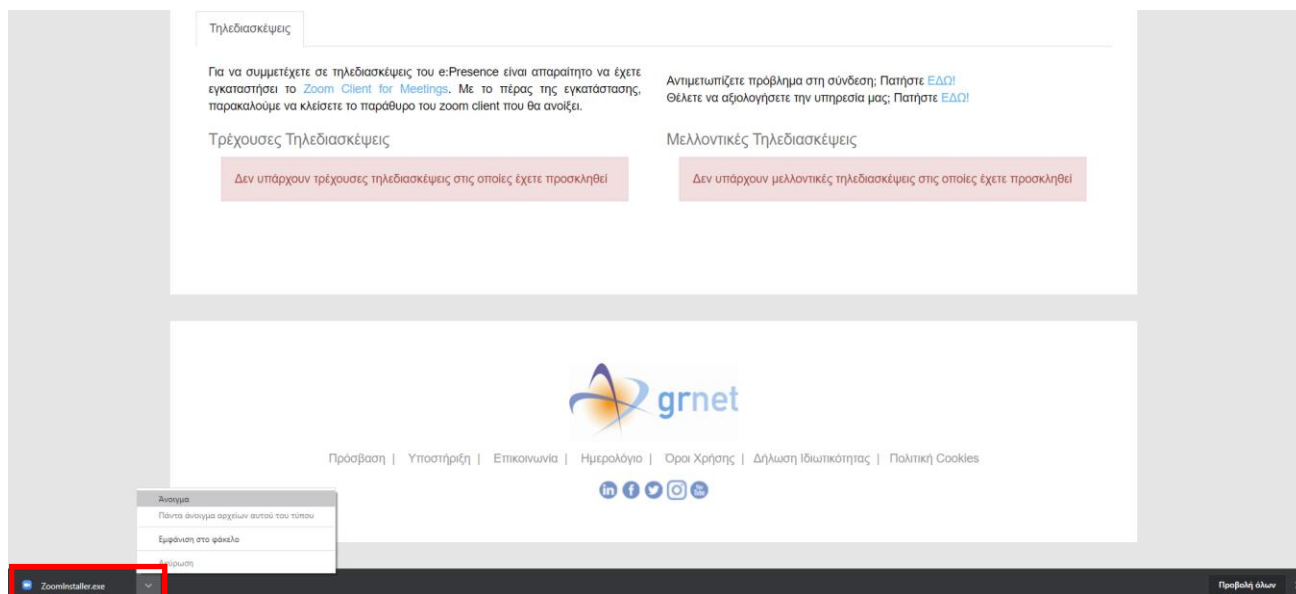 Τηλεδιασκέψεις
Για να συμμετέχετε σε τηλεδιασκέψεις του e:Presence είναι απαραίτητο να έχετε
εγκαταστήσει το Zoom Client for Meetings. Με το πέρας της εγκατάστασης,
παρακαλούμε να κλείσετε το παράθυρο του zoom client που θα ανοίξει.
Αντιμετωπίζετε πρόβλημα στη σύνδεση; Πατήστε ΕΔΩ!
Θέλετε να αξιολογήσετε την υπηρεσία μας; Πατήστε ΕΔΩ!
Τρέχουσες Τηλεδιασκέψεις
Δεν υπάρχουν τρέχουσες τηλεδιασκέψεις στις οποίες έχετε προσκληθεί
Μελλοντικές Τηλεδιασκέψεις
Δεν υπάρχουν μελλοντικές τηλεδιασκέψεις στις οποίες έχετε προσκληθεί
grnet
Πρόσβαση | Υποστήριξη | Επικοινωνία | Ημερολόγιο | Όροι Χρήσης | Δήλωση Ιδιωτικότητας | Πολιτική Cookies
Άνοιγμα
Πάντα άνοιγμα αρχείων αυτού του τύπου
Εμφάνιση στο φάκελο
Ακύρωση
ZoomInstaller.exe
Προβολή όλων